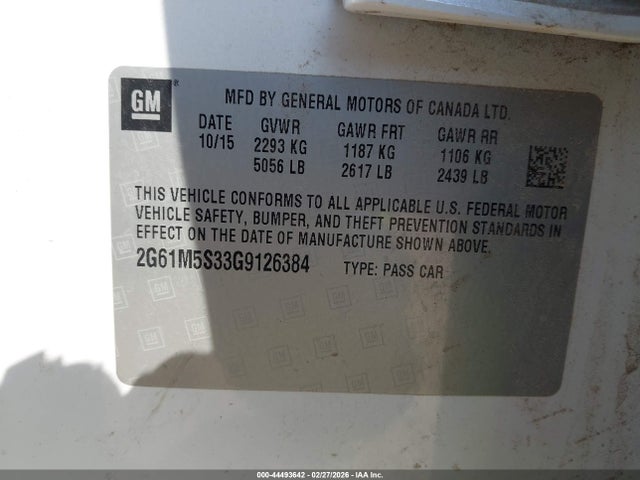 GM
MFD BY GENERAL MOTORS OF CANADA LTD.
DATE GVWR GAWR FRT GAWR RR
10/15 2293 KG 1187 KG 1106 KG
5056 LB 2617 LB 2439 LB
THIS VEHICLE CONFORMS TO ALL APPLICABLE U.S. FEDERAL MOTOR
VEHICLE SAFETY, BUMPER, AND THEFT PREVENTION STANDARDS IN
EFFECT ON THE DATE OF MANUFACTURE SHOWN ABOVE.
2G61M5S33G9126384 TYPE: PASS CAR
000-44493642 - 02/27/2026 - IAAI, Inc.